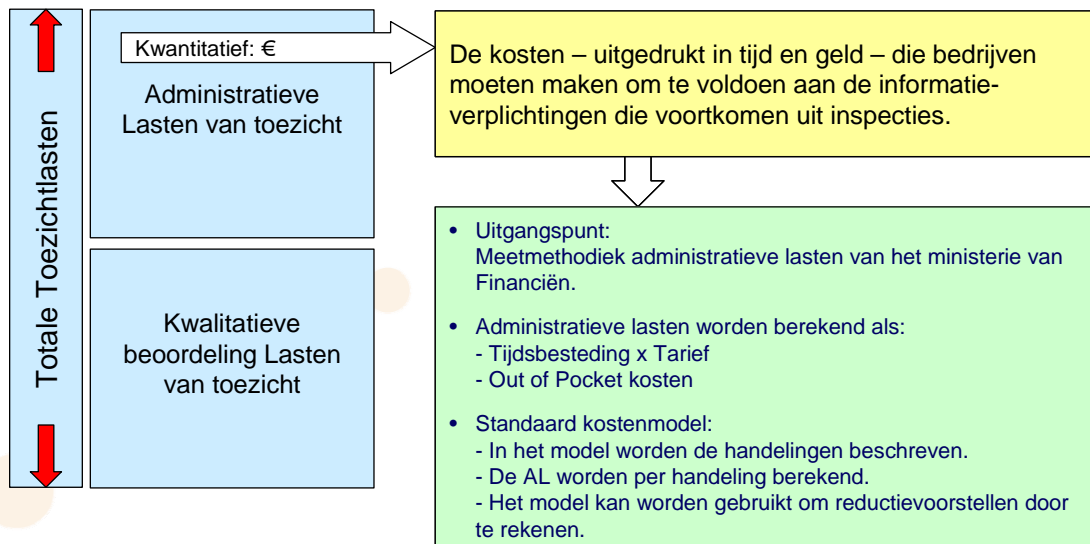 Totale Toezichtlasten
Kwantitatief: €
Administratieve
Lasten van toezicht
Kwalitatieve
beoordeling Lasten
van toezicht
De kosten – uitgedrukt in tijd en geld – die bedrijven
moeten maken om te voldoen aan de informatie-
verplichtingen die voortkomen uit inspecties.
• Uitgangspunt:
Meetmethodiek administratieve lasten van het ministerie van
Financiën.
• Administratieve lasten worden berekend als:
- Tijdsbesteding x Tarief
- Out of Pocket kosten
• Standaard kostenmodel:
- In het model worden de handelingen beschreven.
- De AL worden per handeling berekend.
- Het model kan worden gebruikt om reductievoorstellen door
te rekenen.